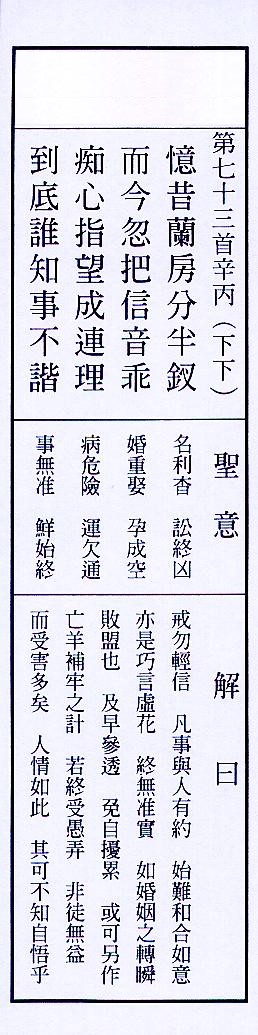 第七十三首辛丙（下下）
憶昔蘭房分半釵
而今忽把信音乖
痴心指望成連理
到底誰知事不諧
聖意
名利杳　訟終凶
婚重娶　孕成空
病危險　運欠通
事無准　鮮始終
解曰
戒勿輕信　凡事與人有約　始難和合如意
亦是巧言虛花　終無准實　如婚姻之轉瞬
敗盟也　及早參透　免自擾累　或可另作
亡羊補牢之計　若終受愚弄　非徒無益
而受害多矣　人情如此　其可不知自悟乎